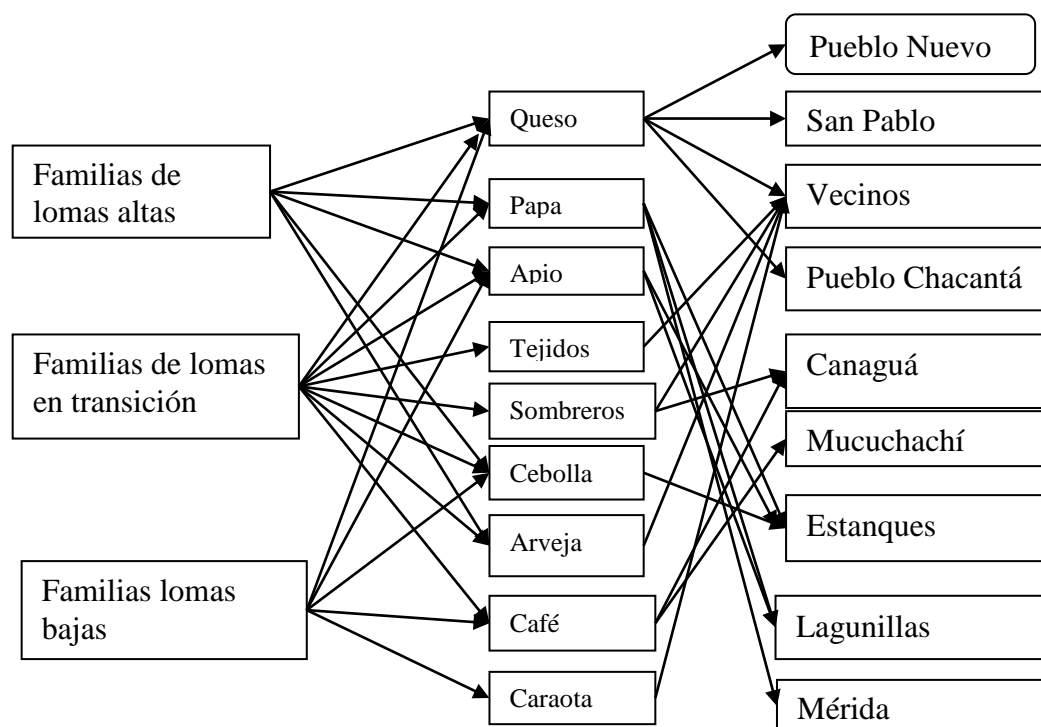 Familias de
lomas altas
Familias de lomas
en transición
Familias lomas
bajas
Queso
Papa
Apio
Tejidos
Sombreros
Cebolla
Arveja
Café
Caraota
Pueblo Nuevo
San Pablo
Vecinos
Pueblo Chacantá
Canaguá
Mucuchachí
Estanques
Lagunillas
Mérida